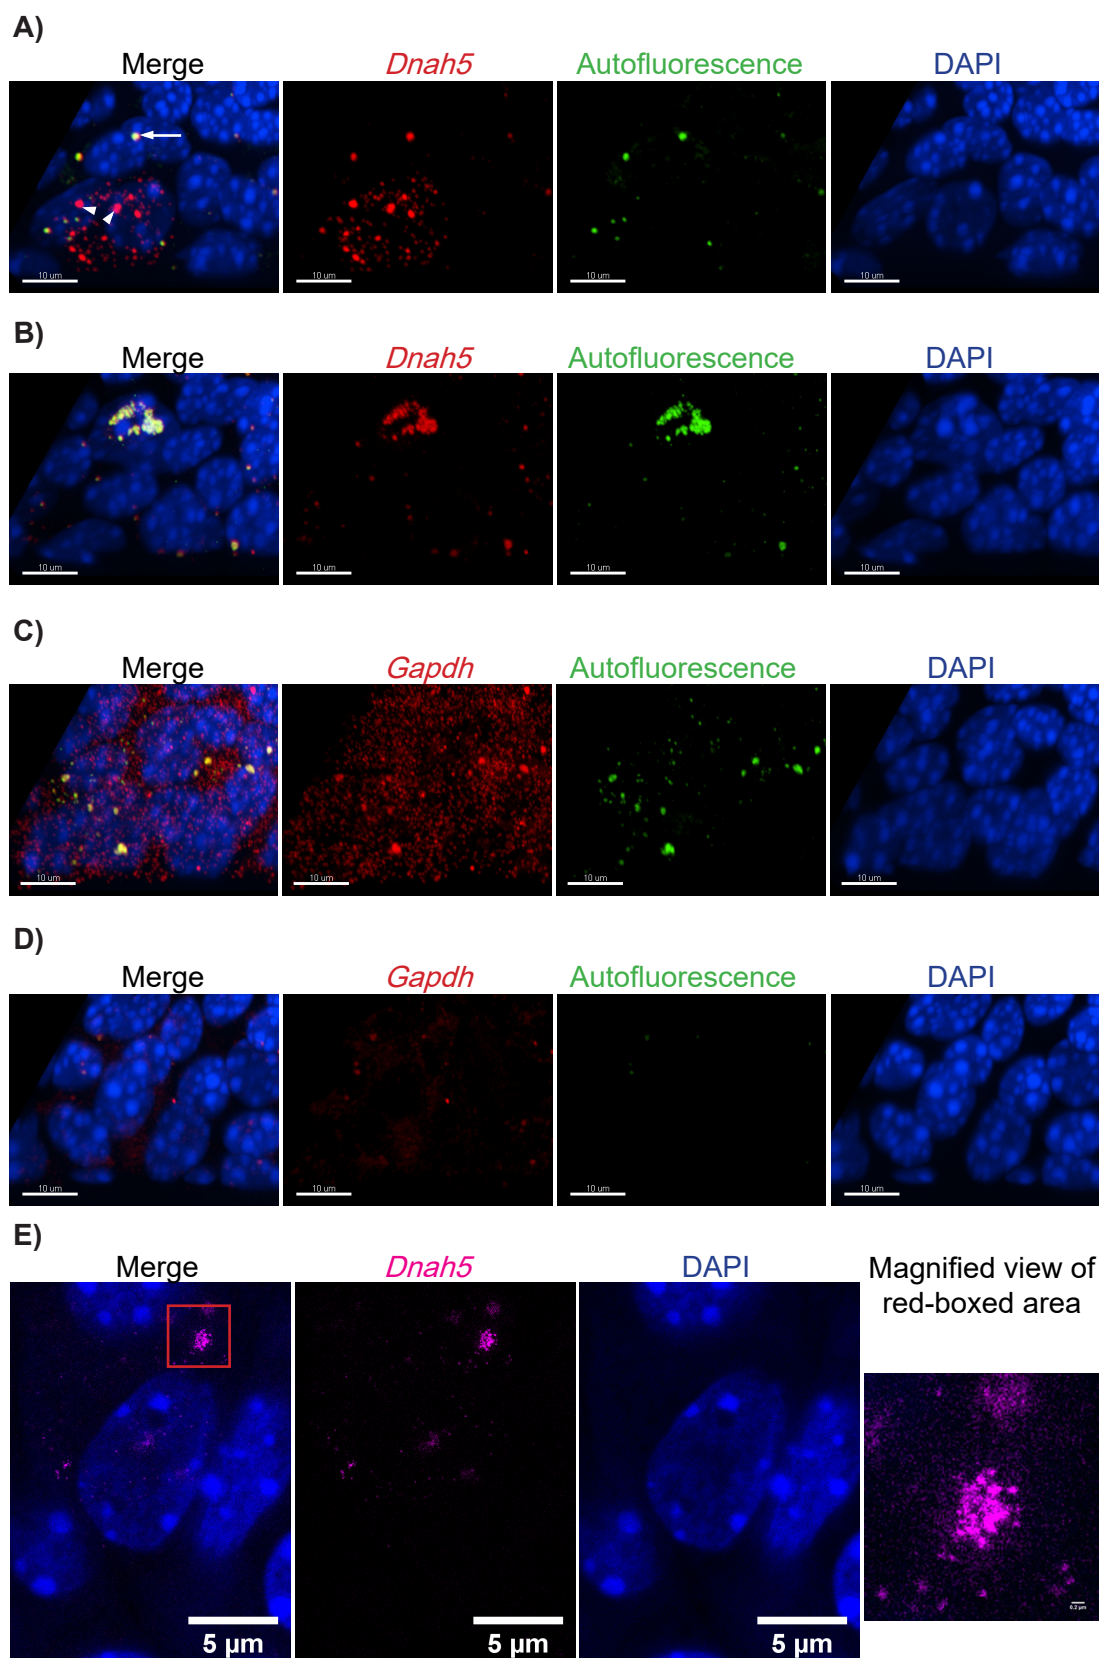 A)
Merge Dnah5 Autofluorescence DAPI
10 um 10 um 10 um 10 um
B)
Merge Dnah5 Autofluorescence DAPI
10 um 10 um 10 um 10 um
C)
Merge Gapdh Autofluorescence DAPI
10 um 10 um 10 um 10 um
D)
Merge Gapdh Autofluorescence DAPI
10 um 10 um 10 um 10 um
E)
Merge Dnah5 DAPI Magnified view of
red-boxed area
0.2 µm
5 µm 5 µm 5 µm